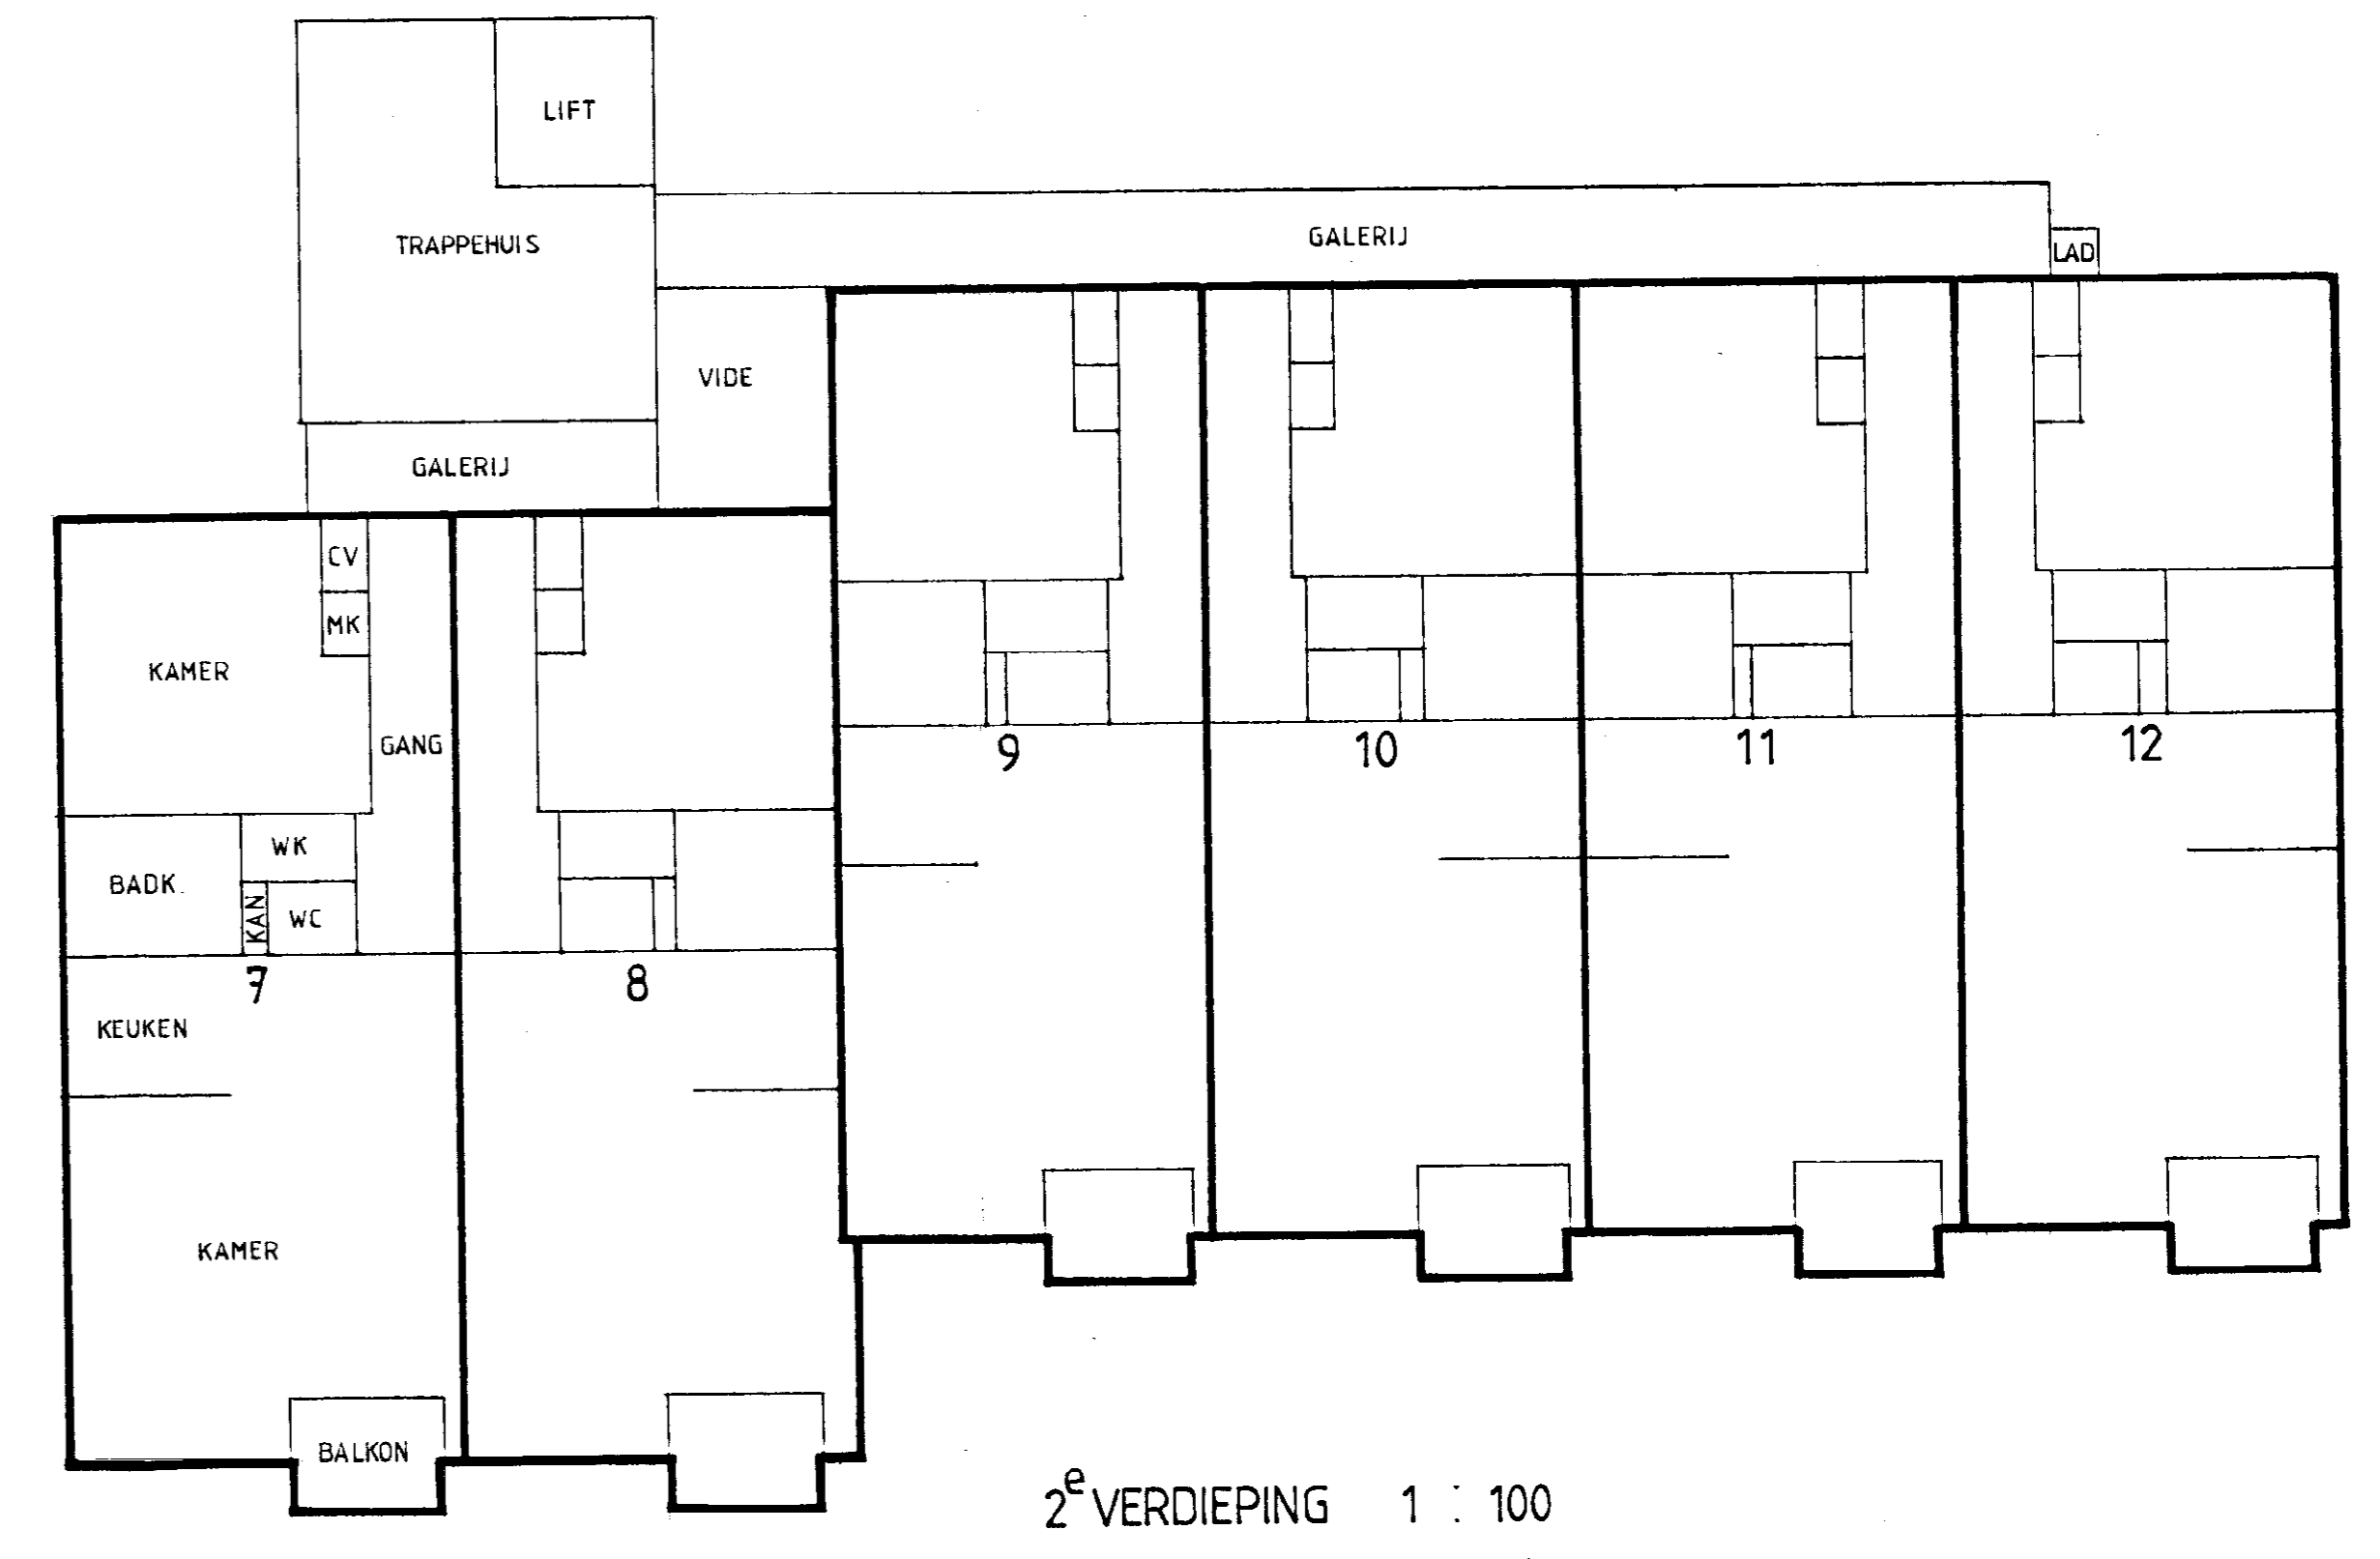 LIFT
TRAPPEHUIS
GALERIJ
LAD
VIDE
GALERIJ
CV
MK
KAMER
GANG
9
10
11
12
WK
BADK.
KAN
WC
7
8
KEUKEN
KAMER
BALKON
2e VERDIEPING 1 : 100